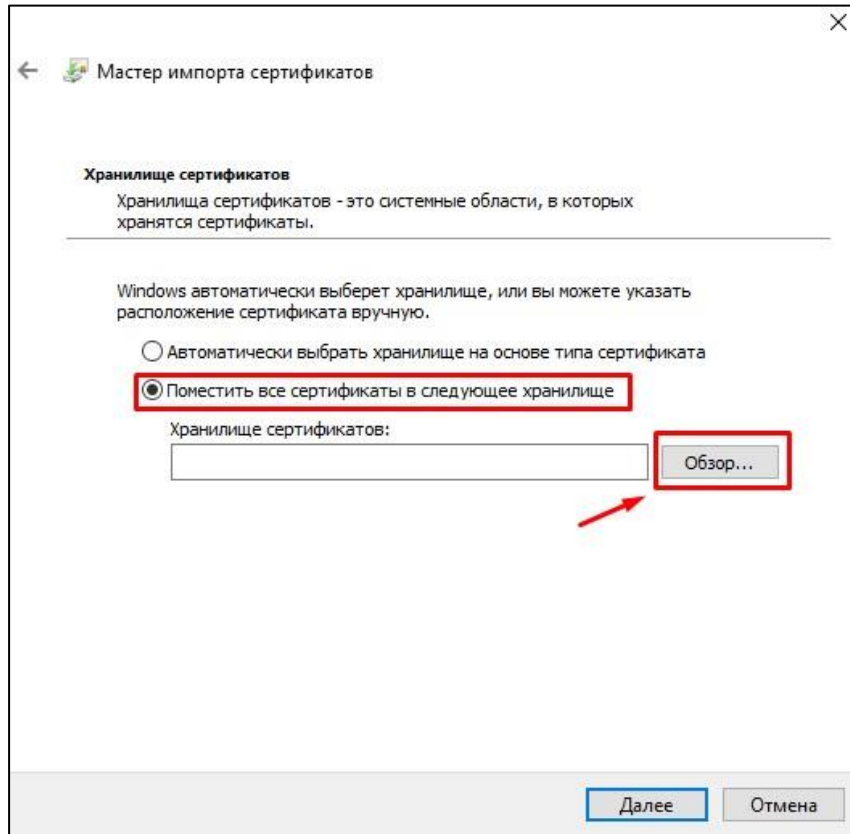 Мастер импорта сертификатов
Хранилище сертификатов
Хранилища сертификатов - это системные области, в которых
хранятся сертификаты.
Windows автоматически выберет хранилище, или вы можете указать
расположение сертификата вручную.
Автоматически выбрать хранилище на основе типа сертификата
Поместить все сертификаты в следующее хранилище
Хранилище сертификатов:
Обзор...
Далее
Отмена